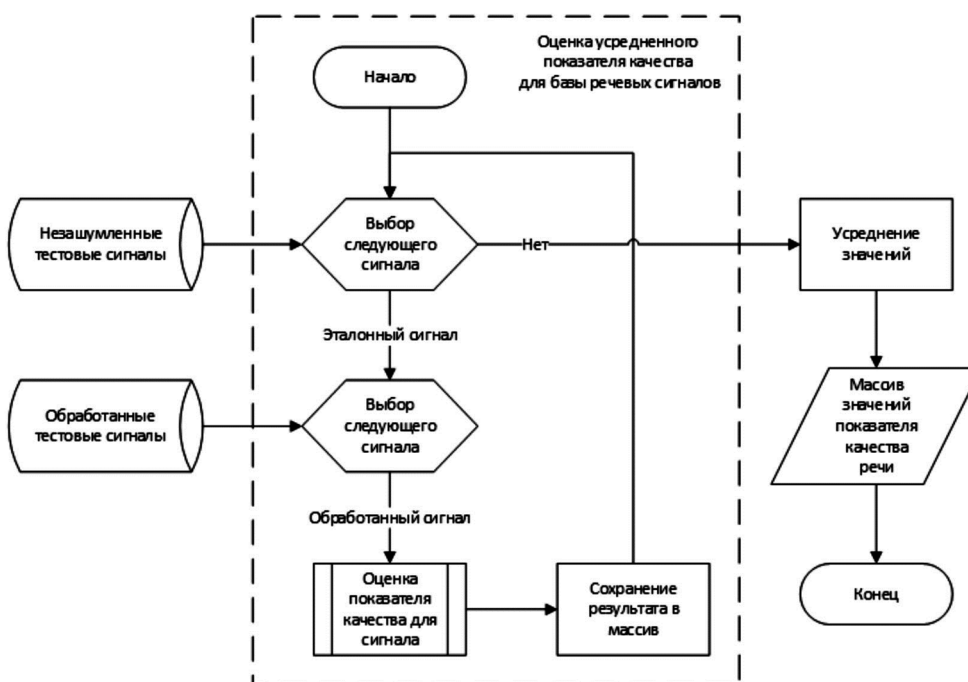 Оценка усредненного
показателя качества
для базы речевых сигналов
Начало
Незашумленные
тестовые сигналы
Выбор
следующего
сигнала
Нет
Усреднение
значений
Эталонный сигнал
Обработанные
тестовые сигналы
Выбор
следующего
сигнала
Массив
значений
показателя
качества
речи
Обработанный сигнал
Оценка
показателя
качества для
сигнала
Сохранение
результата в
массив
Конец